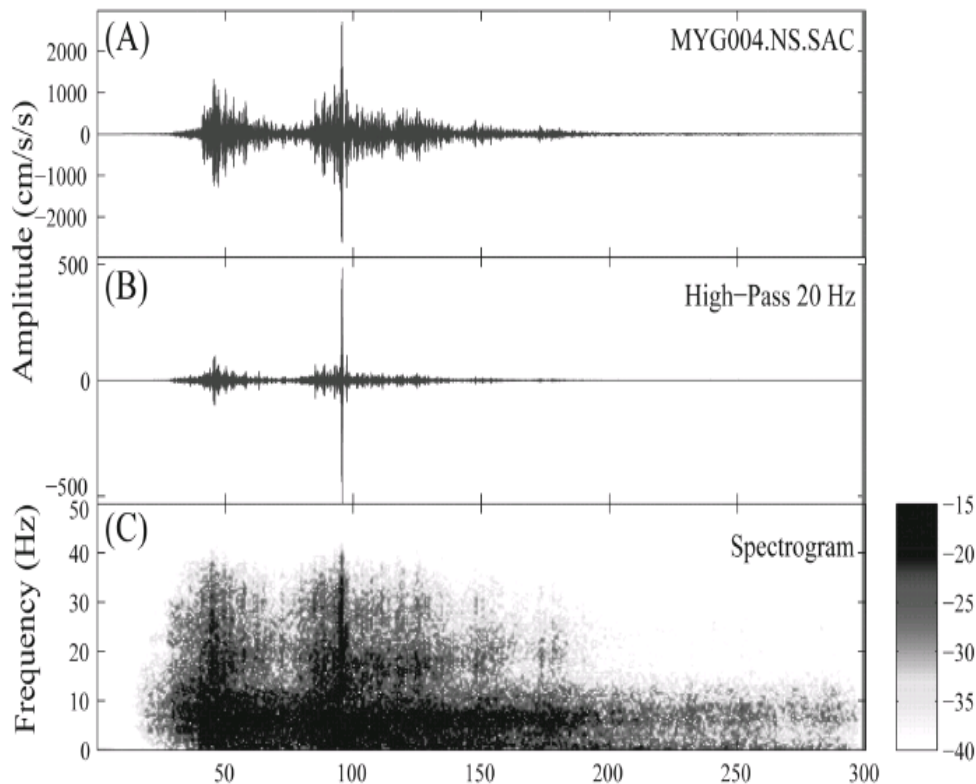 (A)
MYG004.NS.SAC
2000
1000
0
−1000
−2000
Amplitude (cm/s/s)
(B)
High−Pass 20 Hz
500
0
−500
(C)
Spectrogram
50
40
30
20
10
0
Frequency (Hz)
50 100 150 200 250 300
−15
−20
−25
−30
−35
−40